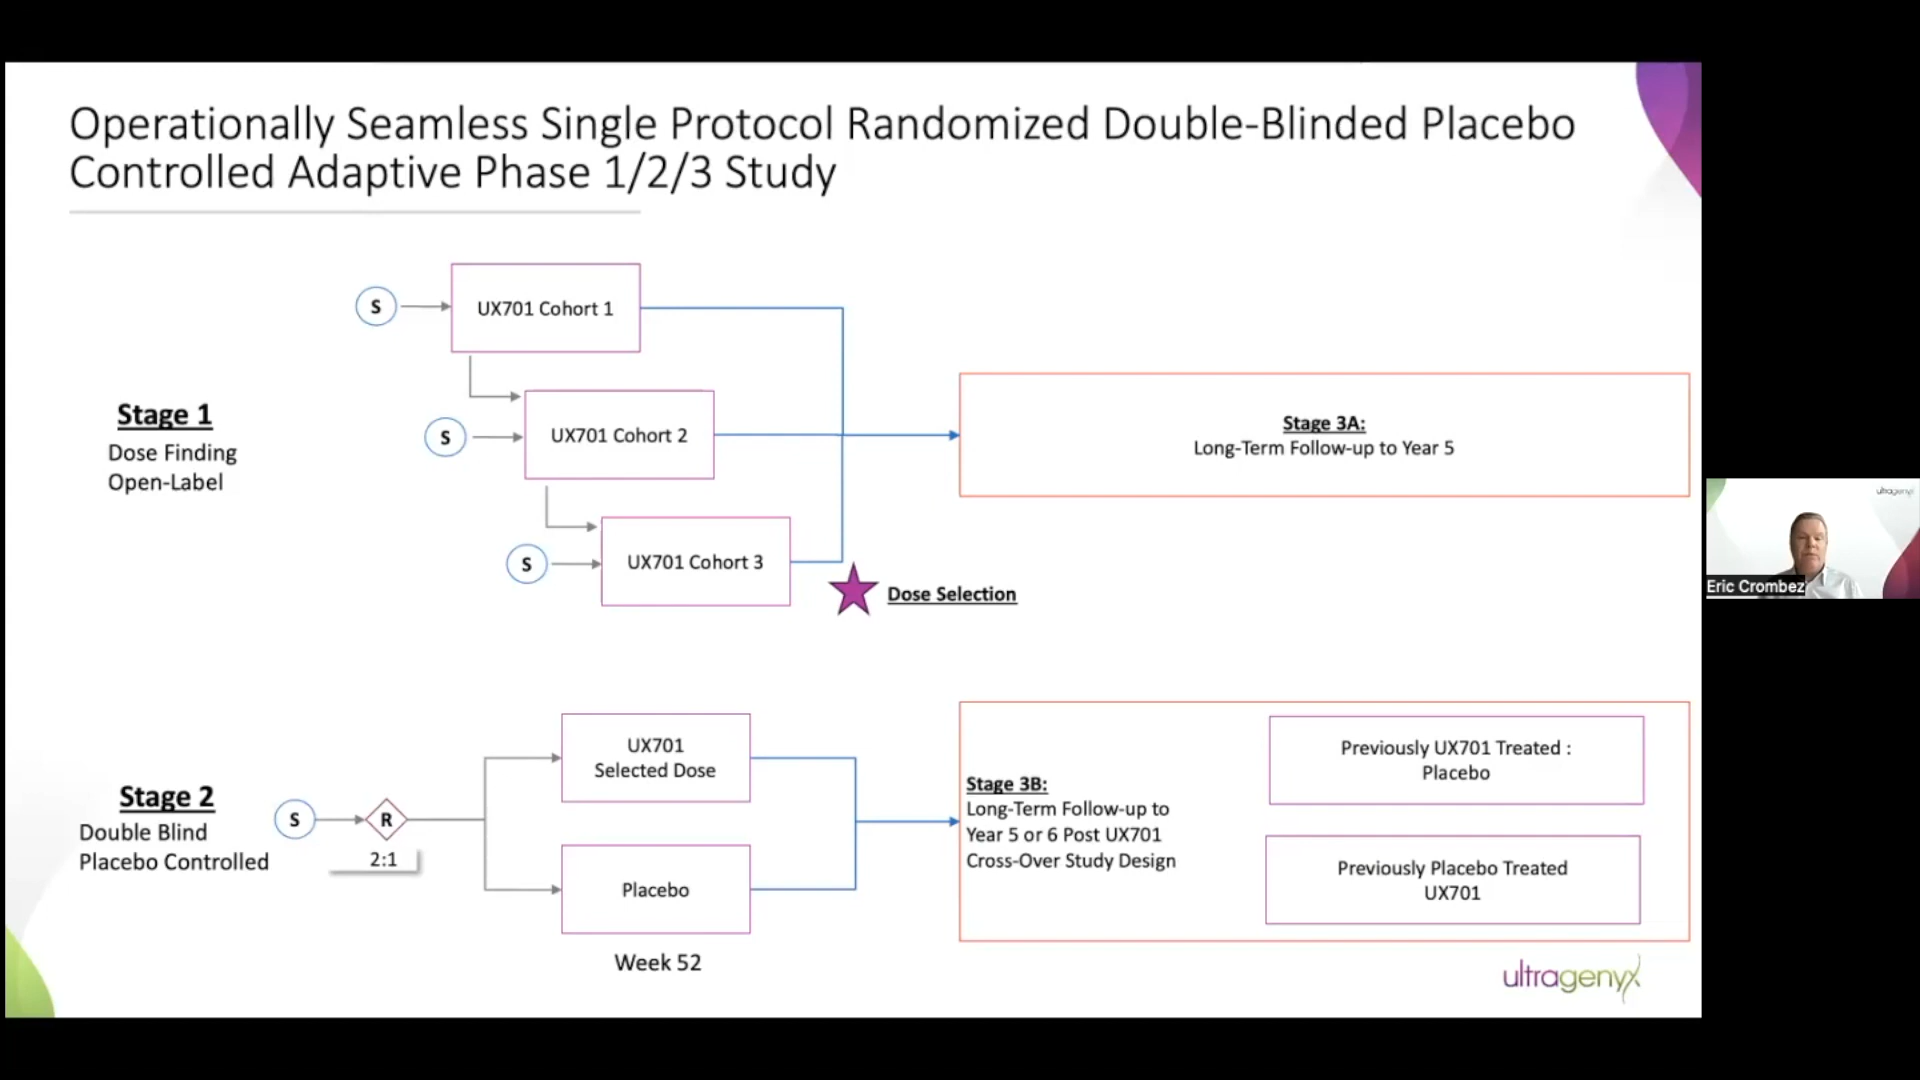 Operationally Seamless Single Protocol Randomized Double-Blinded Placebo
Controlled Adaptive Phase 1/2/3 Study
S
UX701 Cohort 1
Stage 1
Dose Finding
Open-Label
S
UX701 Cohort 2
Stage 3A:
Long-Term Follow-up to Year 5
S
UX701 Cohort 3
Dose Selection
Stage 2
Double Blind
Placebo Controlled
S
R
2:1
UX701
Selected Dose
Placebo
Week 52
Stage 3B:
Long-Term Follow-up to
Year 5 or 6 Post UX701
Cross-Over Study Design
Previously UX701 Treated :
Placebo
Previously Placebo Treated
UX701
ultragenyx
ultragenyx
Eric Crombez